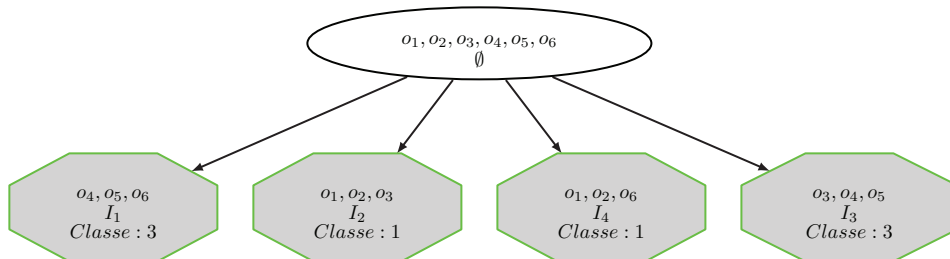 o₁, o₂, o₃, o₄, o₅, o₆
∅
o₄, o₅, o₆
I₁
Classe : 3
o₁, o₂, o₃
I₂
Classe : 1
o₁, o₂, o₆
I₄
Classe : 1
o₃, o₄, o₅
I₃
Classe : 3